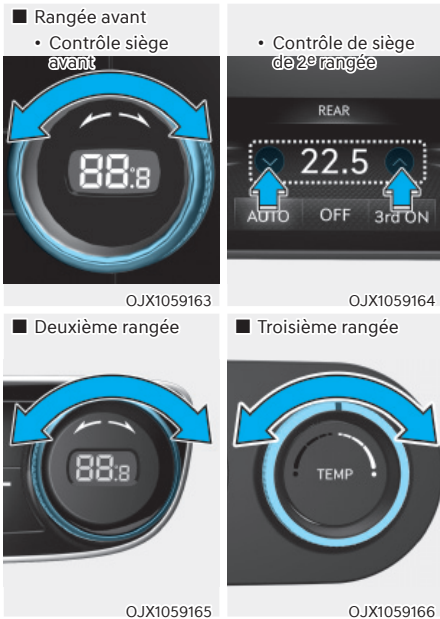 ■ Rangée avant
• Contrôle siège
avant
88.8
OJX1059163
• Contrôle de siège
de 2e rangée
REAR
22.5
AUTO OFF 3rd ON
OJX1059164
■ Deuxième rangée
88.8
OJX1059165
■ Troisième rangée
TEMP
OJX1059166